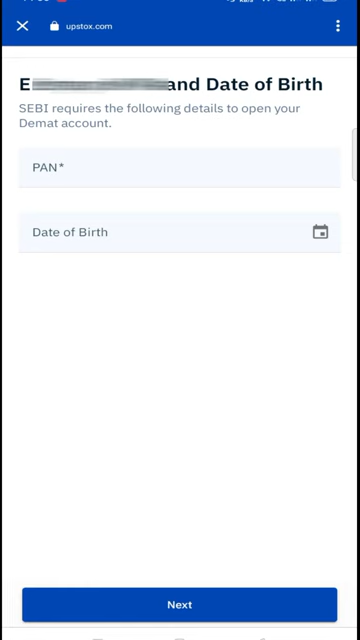 upstox.com
and Date of Birth
SEBI requires the following details to open your
Demat account.
PAN*
Date of Birth
Next